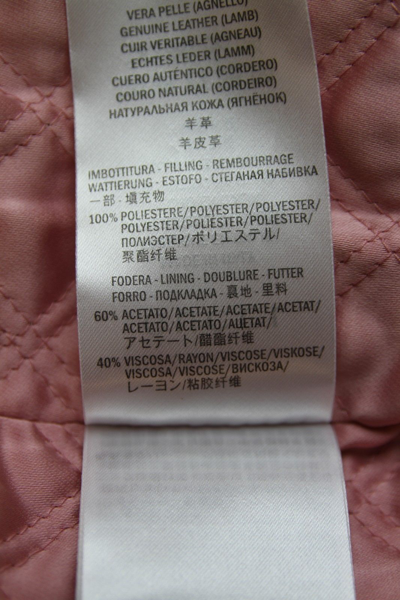 VERA PELLE (AGNELLO)
GENUINE LEATHER (LAMB)
CUIR VERITABLE (AGNEAU)
ECHTES LEDER (LAMM)
CUERO AUTÉNTICO (CORDERO)
COURO NATURAL (CORDEIRO)
НАТУРАЛЬНАЯ КОЖА (ЯГНЁНОК)
羊革
羊皮革
IMBOTTITURA - FILLING - REMBOURRAGE
WATTIERUNG - ESTOFO - СТЕГАНАЯ НАБИВКА
一部 - 填充物
100% POLIESTERE/POLYESTER/POLYESTER/
POLYESTER/POLIÉSTER/POLIESTER/
ПОЛИЭСТЕР/ポリエステル/
聚酯纤维
FODERA - LINING - DOUBLURE - FUTTER
FORRO - ПОДКЛАДКА - 裏地 - 里料
60% ACETATO/ACETATE/ACETATE/ACETAT/
ACETATO/ACETATO/АЦЕТАТ/
アセテート/醋酯纤维
40% VISCOSA/RAYON/VISCOSE/VISKOSE/
VISCOSA/VISCOSE/ВИСКОЗА/
レーヨン/粘胶纤维